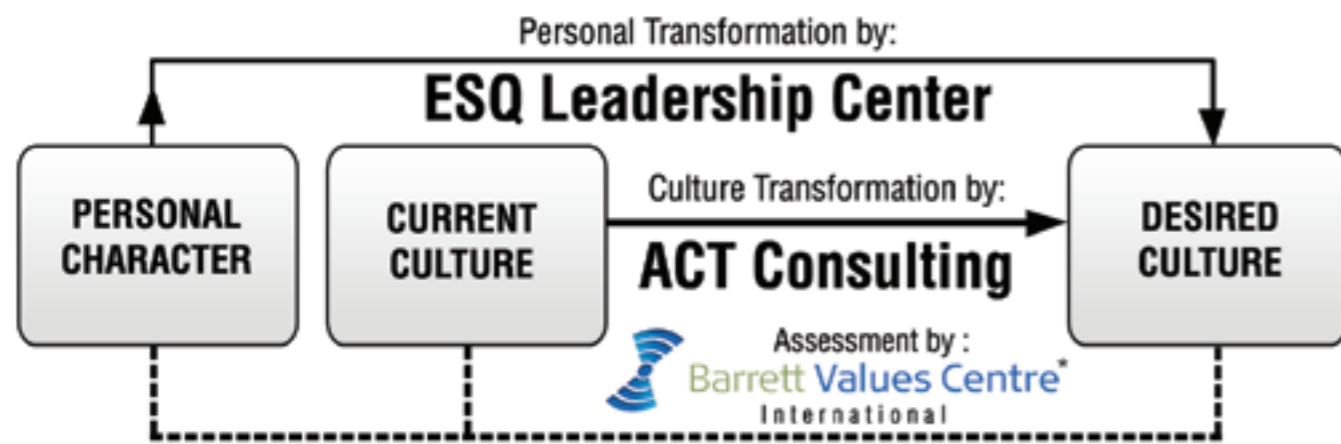 Personal Transformation by:
ESQ Leadership Center
PERSONAL
CHARACTER
CURRENT
CULTURE
Culture Transformation by:
ACT Consulting
DESIRED
CULTURE
Assessment by :
Barrett Values Centre*
International